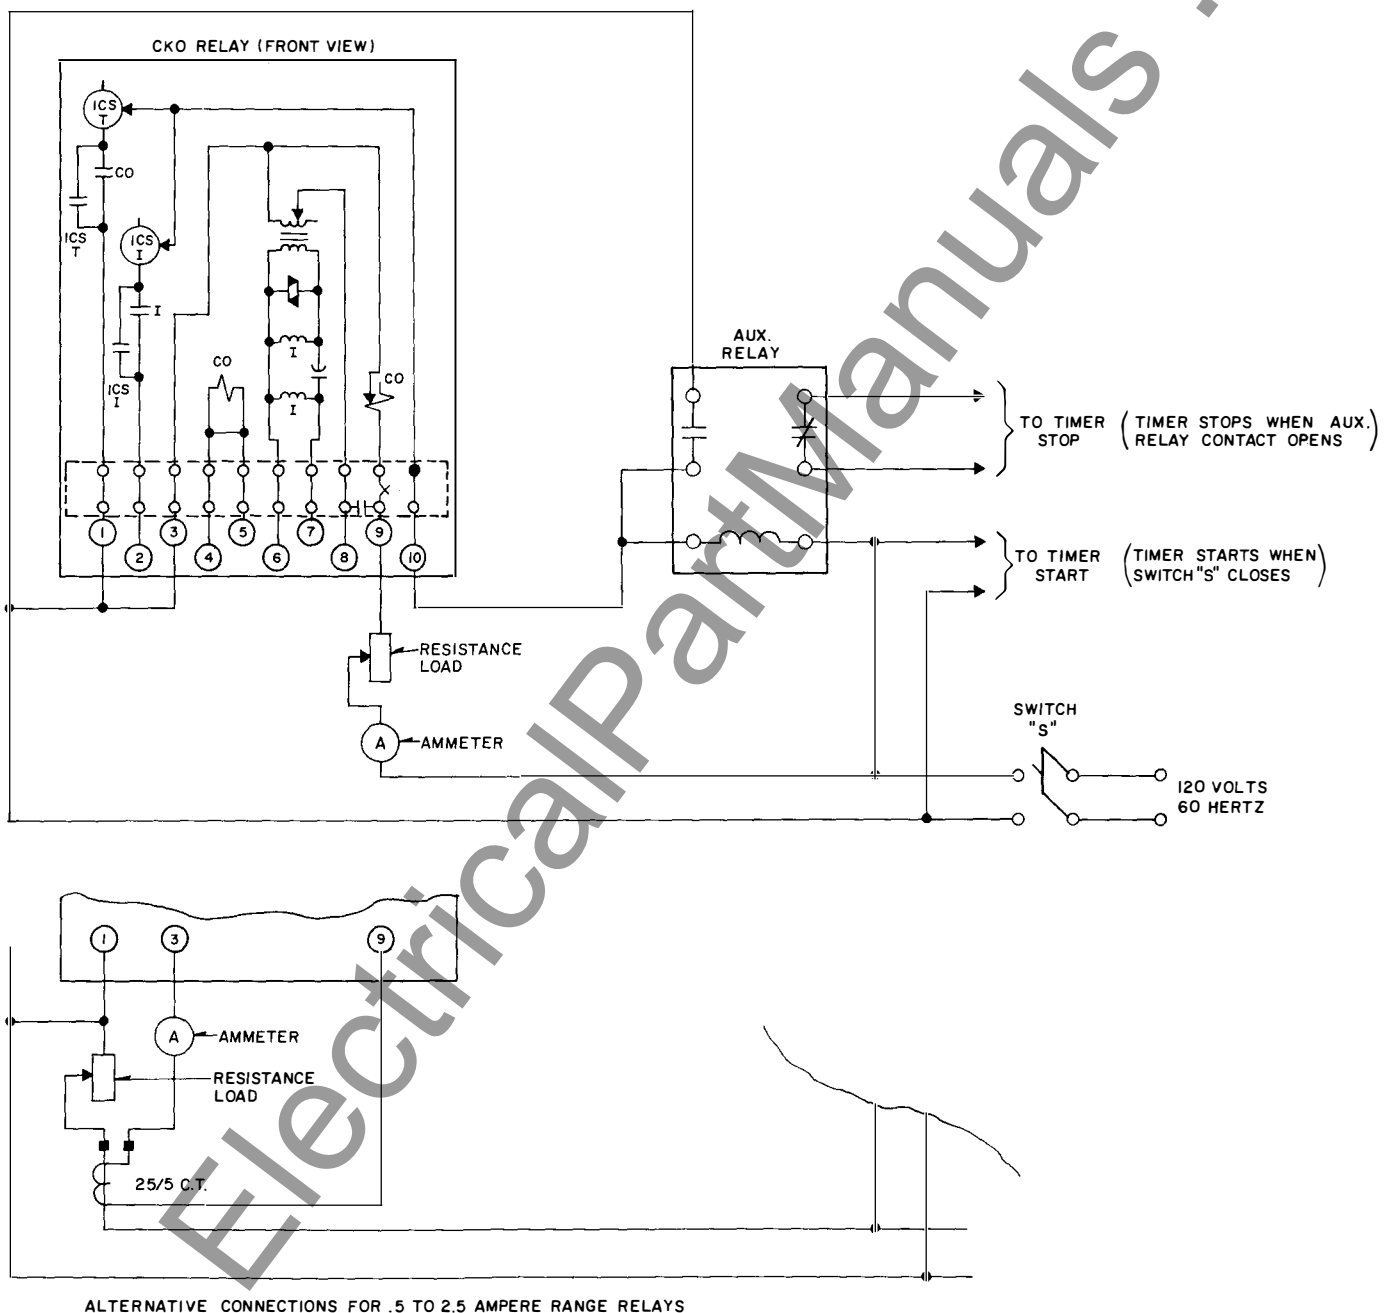 CKO RELAY (FRONT VIEW)
ICS
T
CO
ICS
T
ICS
I
I
ICS
I
CO
I
I
CO
1
2
3
4
5
6
7
8
9
10
AUX.
RELAY
TO TIMER
STOP
(TIMER STOPS WHEN AUX.
RELAY CONTACT OPENS)
TO TIMER
START
(TIMER STARTS WHEN
SWITCH "S" CLOSES)
RESISTANCE
LOAD
A
AMMETER
SWITCH
"S"
120 VOLTS
60 HERTZ
1
3
9
A
AMMETER
RESISTANCE
LOAD
25/5 C.T.
ALTERNATIVE CONNECTIONS FOR .5 TO 2.5 AMPERE RANGE RELAYS
ElectricalPartManuals .